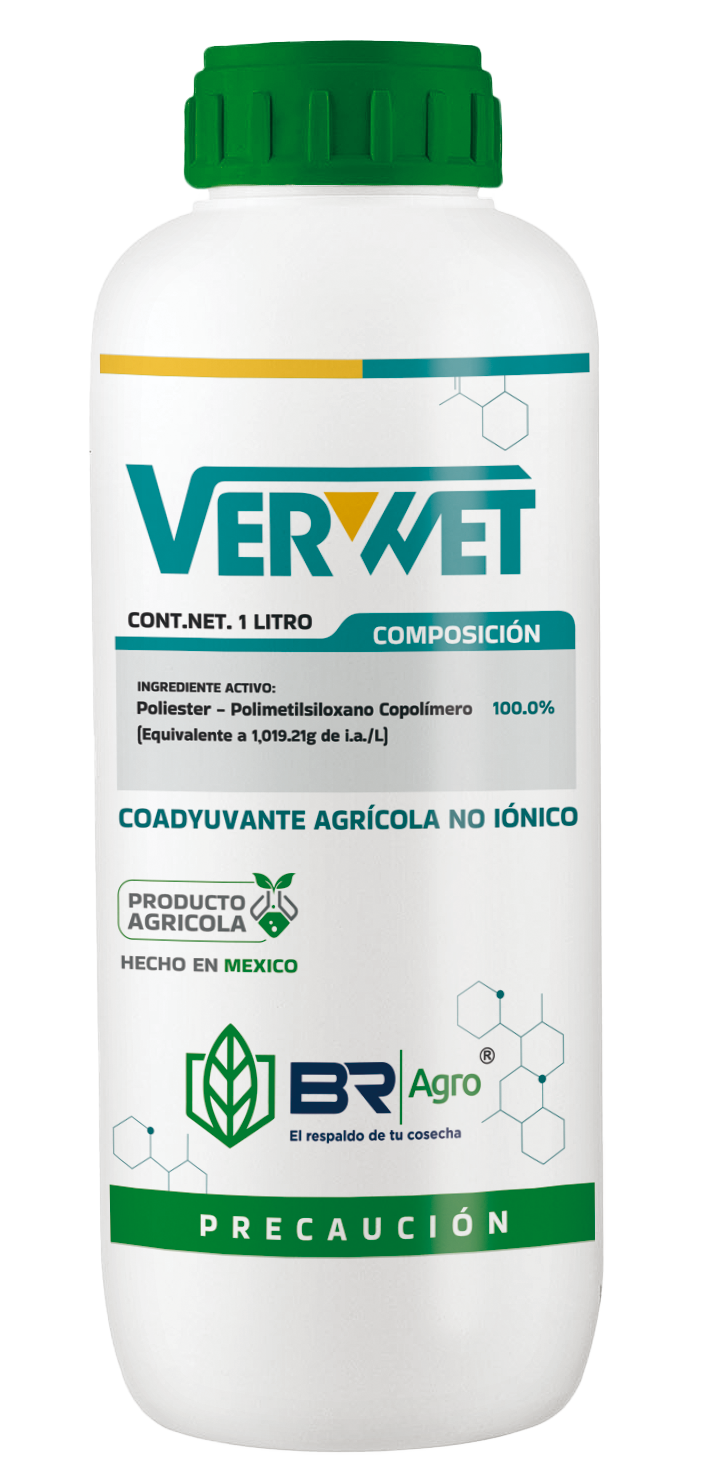 VERWET
CONT.NET. 1 LITRO
COMPOSICIÓN
INGREDIENTE ACTIVO:
Poliester - Polimetilsiloxano Copolímero 100.0%
(Equivalente a 1,019.21g de i.a./L)
COADYUVANTE AGRÍCOLA NO IÓNICO
PRODUCTO
AGRICOLA
HECHO EN MEXICO
BR Agro ®
El respaldo de tu cosecha
PRECAUCIÓN